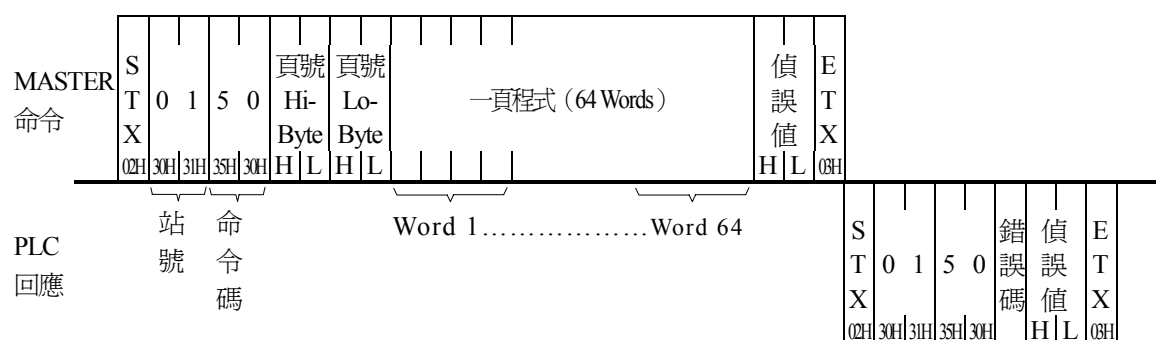 MASTER
命令
S
T
X
02H
0 1
30H 31H
5 0
35H 30H
頁號
Hi-
Byte
H L
頁號
Lo-
Byte
H L
一頁程式（64 Words）
偵
誤
值
H L
E
T
X
03H
站
號
命
令
碼
Word 1..................Word 64
PLC
回應
S
T
X
02H
0 1
30H 31H
5 0
35H 30H
錯
誤
碼
偵
誤
值
H L
E
T
X
03H